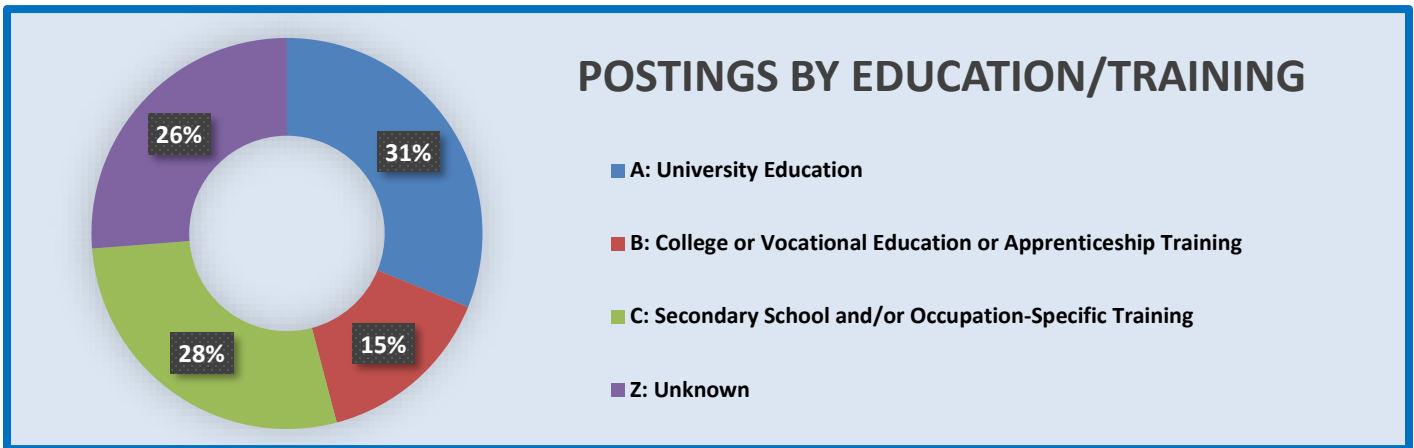 POSTINGS BY EDUCATION/TRAINING
26%
31%
A: University Education
B: College or Vocational Education or Apprenticeship Training
C: Secondary School and/or Occupation-Specific Training
28%
15%
Z: Unknown